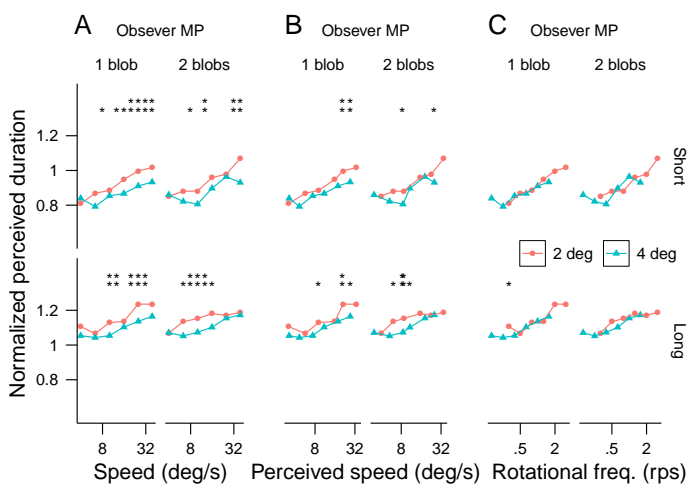 A B C
Obsever MP Obsever MP Obsever MP
1 blob 2 blobs 1 blob 2 blobs 1 blob 2 blobs
Normalized perceived duration
** **** ** ** **
* ** **** * * ** ** * *
1.2
1
0.8
Short
2 deg 4 deg
** *** *** * *
** *** **** * ** *** *
1.2
1
0.8
Long
8 32 8 32 8 32 8 32 .5 2 .5 2
Speed (deg/s) Perceived speed (deg/s) Rotational freq. (rps)